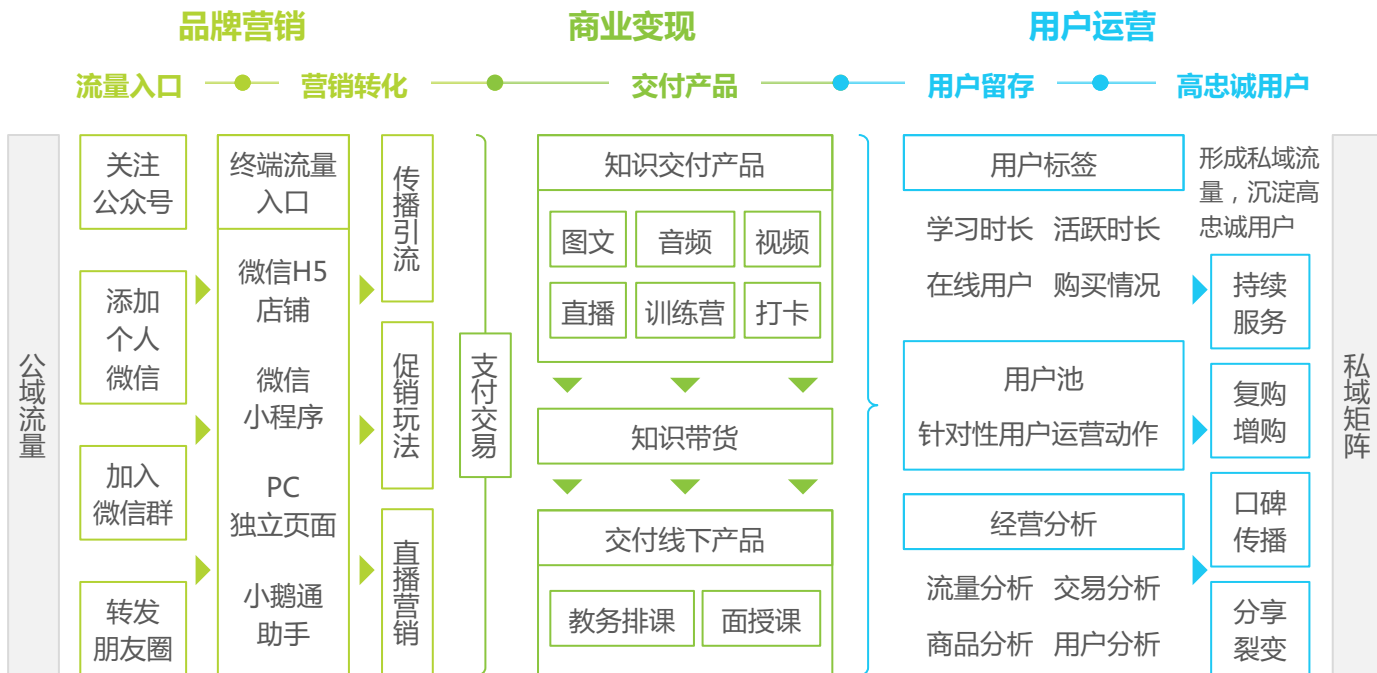 品牌营销
商业变现
用户运营
流量入口
营销转化
交付产品
用户留存
高忠诚用户
公域流量
关注
公众号
添加
个人
微信
加入
微信群
转发
朋友圈
终端流量
入口
微信H5
店铺
微信
小程序
PC
独立页面
小鹅通
助手
传播引流
促销玩法
直播营销
支付交易
知识交付产品
图文
音频
视频
直播
训练营
打卡
知识带货
交付线下产品
教务排课
面授课
用户标签
学习时长
活跃时长
在线用户
购买情况
用户池
针对性用户运营动作
经营分析
流量分析
交易分析
商品分析
用户分析
形成私域流
量，沉淀高
忠诚用户
持续
服务
复购
增购
口碑
传播
分享
裂变
私域矩阵